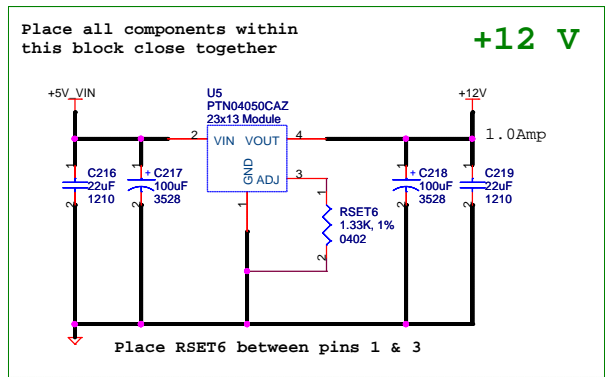 Place all components within
this block close together
+12 V
+5V_VIN
U5
PTN04050CAZ
23x13 Module
+12V
2
VIN
VOUT
4
1.0Amp
GND
ADJ
3
1
1
C216
22uF
1210
2
1
+
C217
100uF
3528
2
1
RSET6
1.33K, 1%
0402
2
1
+
C218
100uF
3528
2
1
C219
22uF
1210
2
Place RSET6 between pins 1 & 3